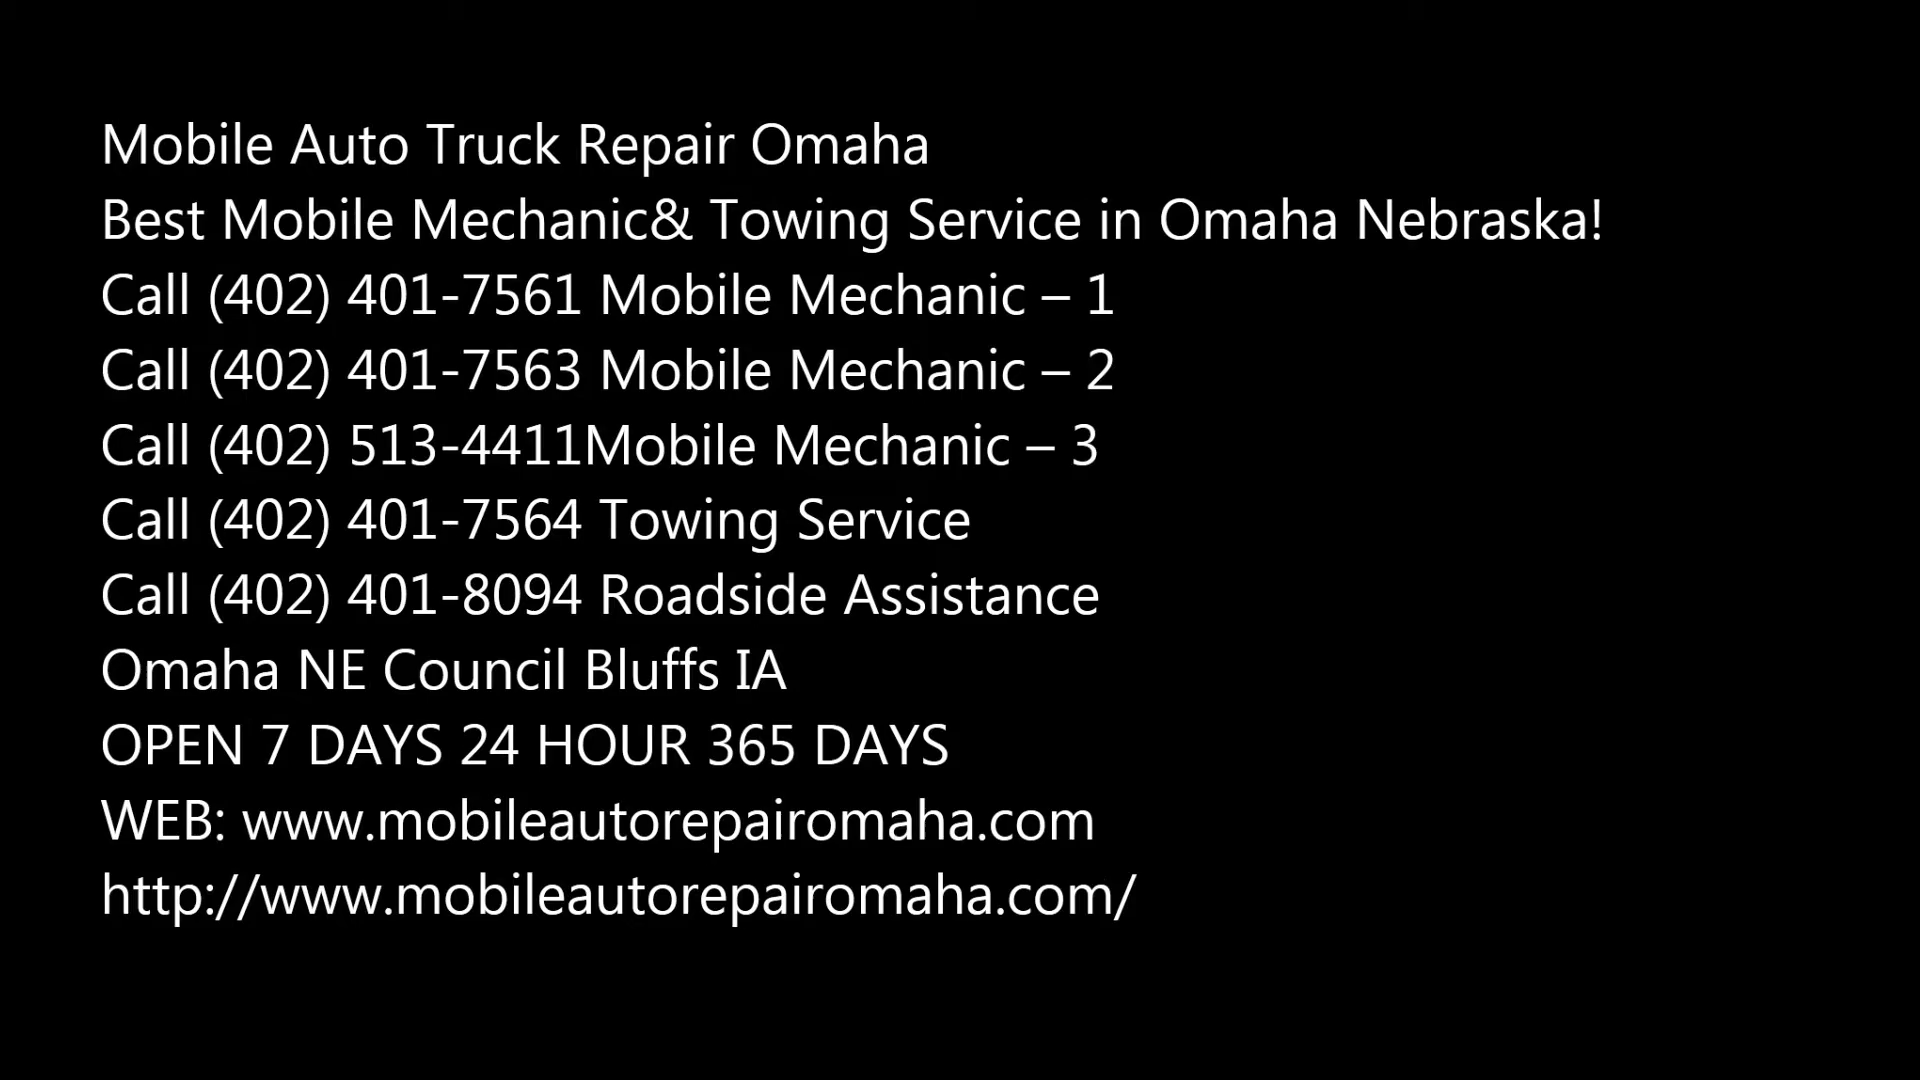 Mobile Auto Truck Repair Omaha
Best Mobile Mechanic& Towing Service in Omaha Nebraska!
Call (402) 401-7561 Mobile Mechanic – 1
Call (402) 401-7563 Mobile Mechanic – 2
Call (402) 513-4411Mobile Mechanic – 3
Call (402) 401-7564 Towing Service
Call (402) 401-8094 Roadside Assistance
Omaha NE Council Bluffs IA
OPEN 7 DAYS 24 HOUR 365 DAYS
WEB: www.mobileautorepairomaha.com
http://www.mobileautorepairomaha.com/